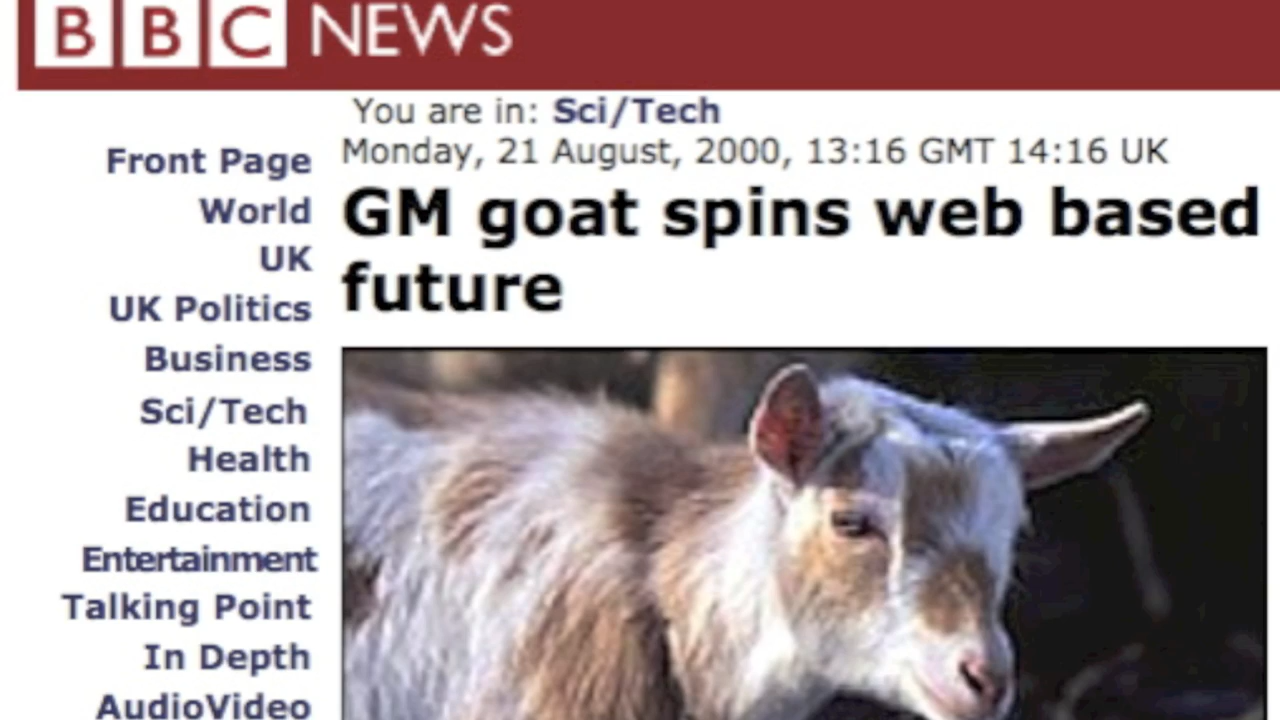 BBC NEWS
You are in: Sci/Tech
Monday, 21 August, 2000, 13:16 GMT 14:16 UK
GM goat spins web based
future
Front Page
World
UK
UK Politics
Business
Sci/Tech
Health
Education
Entertainment
Talking Point
In Depth
AudioVideo